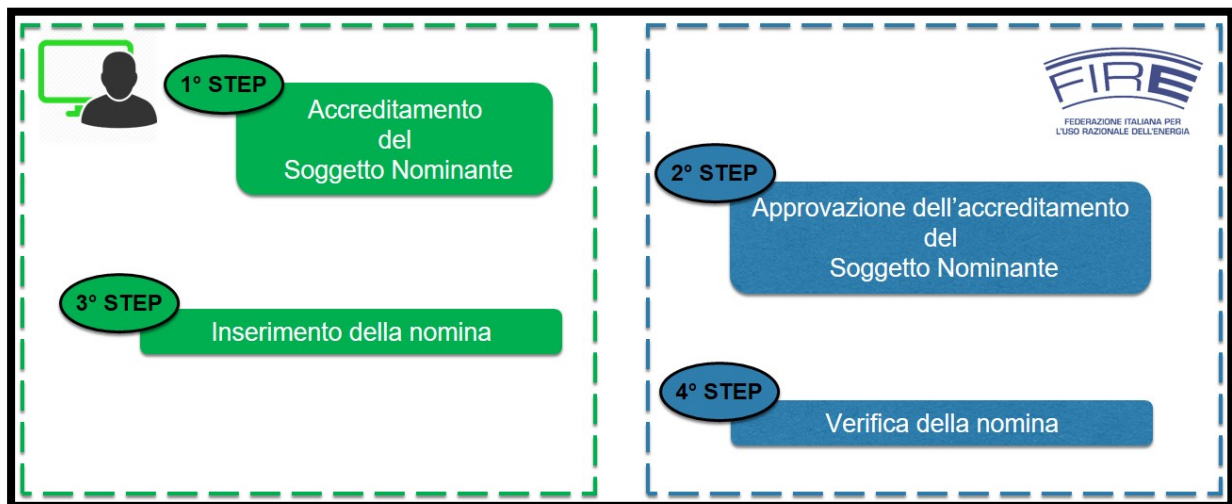 1° STEP
Accreditamento
del
Soggetto Nominante
FIRE
FEDERAZIONE ITALIANA PER
L'USO RAZIONALE DELL'ENERGIA
2° STEP
Approvazione dell'accreditamento
del
Soggetto Nominante
3° STEP
Inserimento della nomina
4° STEP
Verifica della nomina